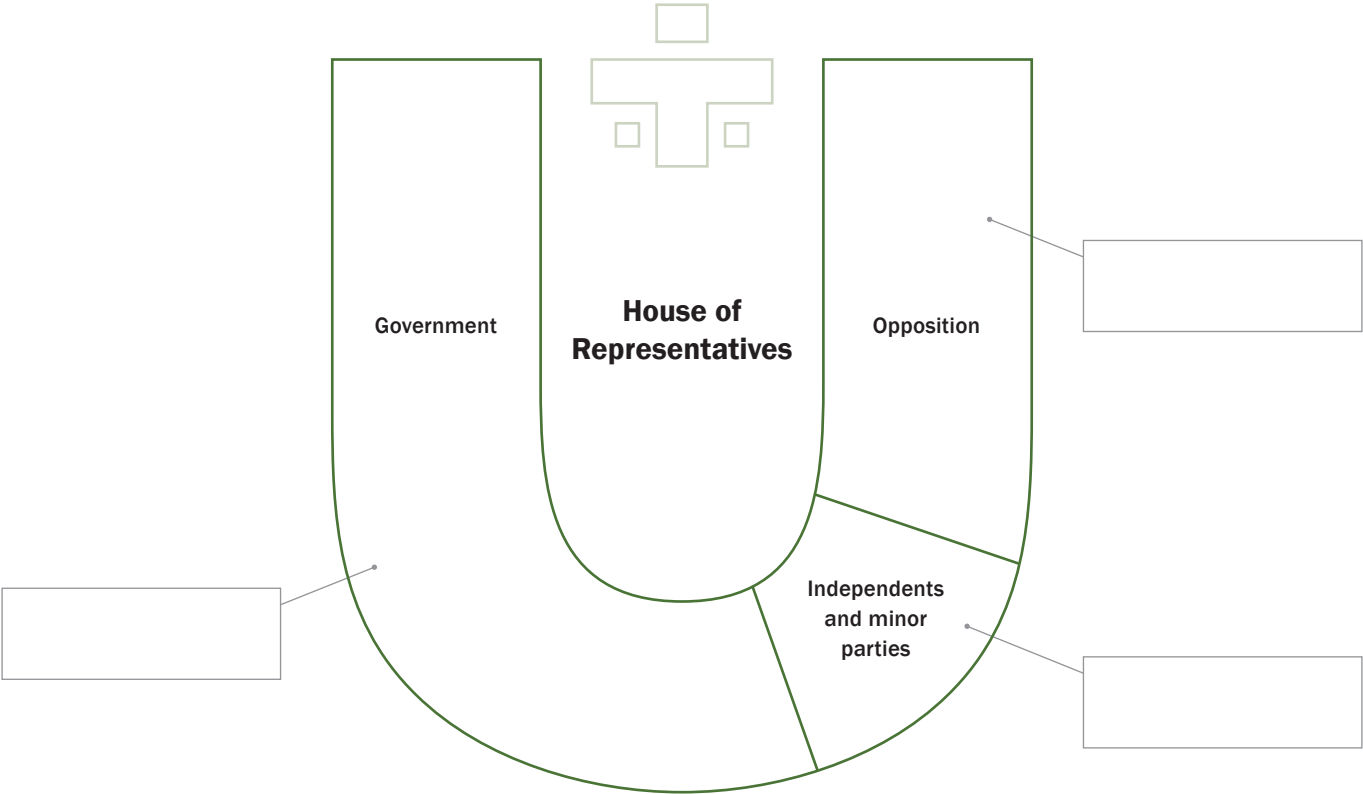 House of
Representatives
Government
Opposition
Independents
and minor
parties